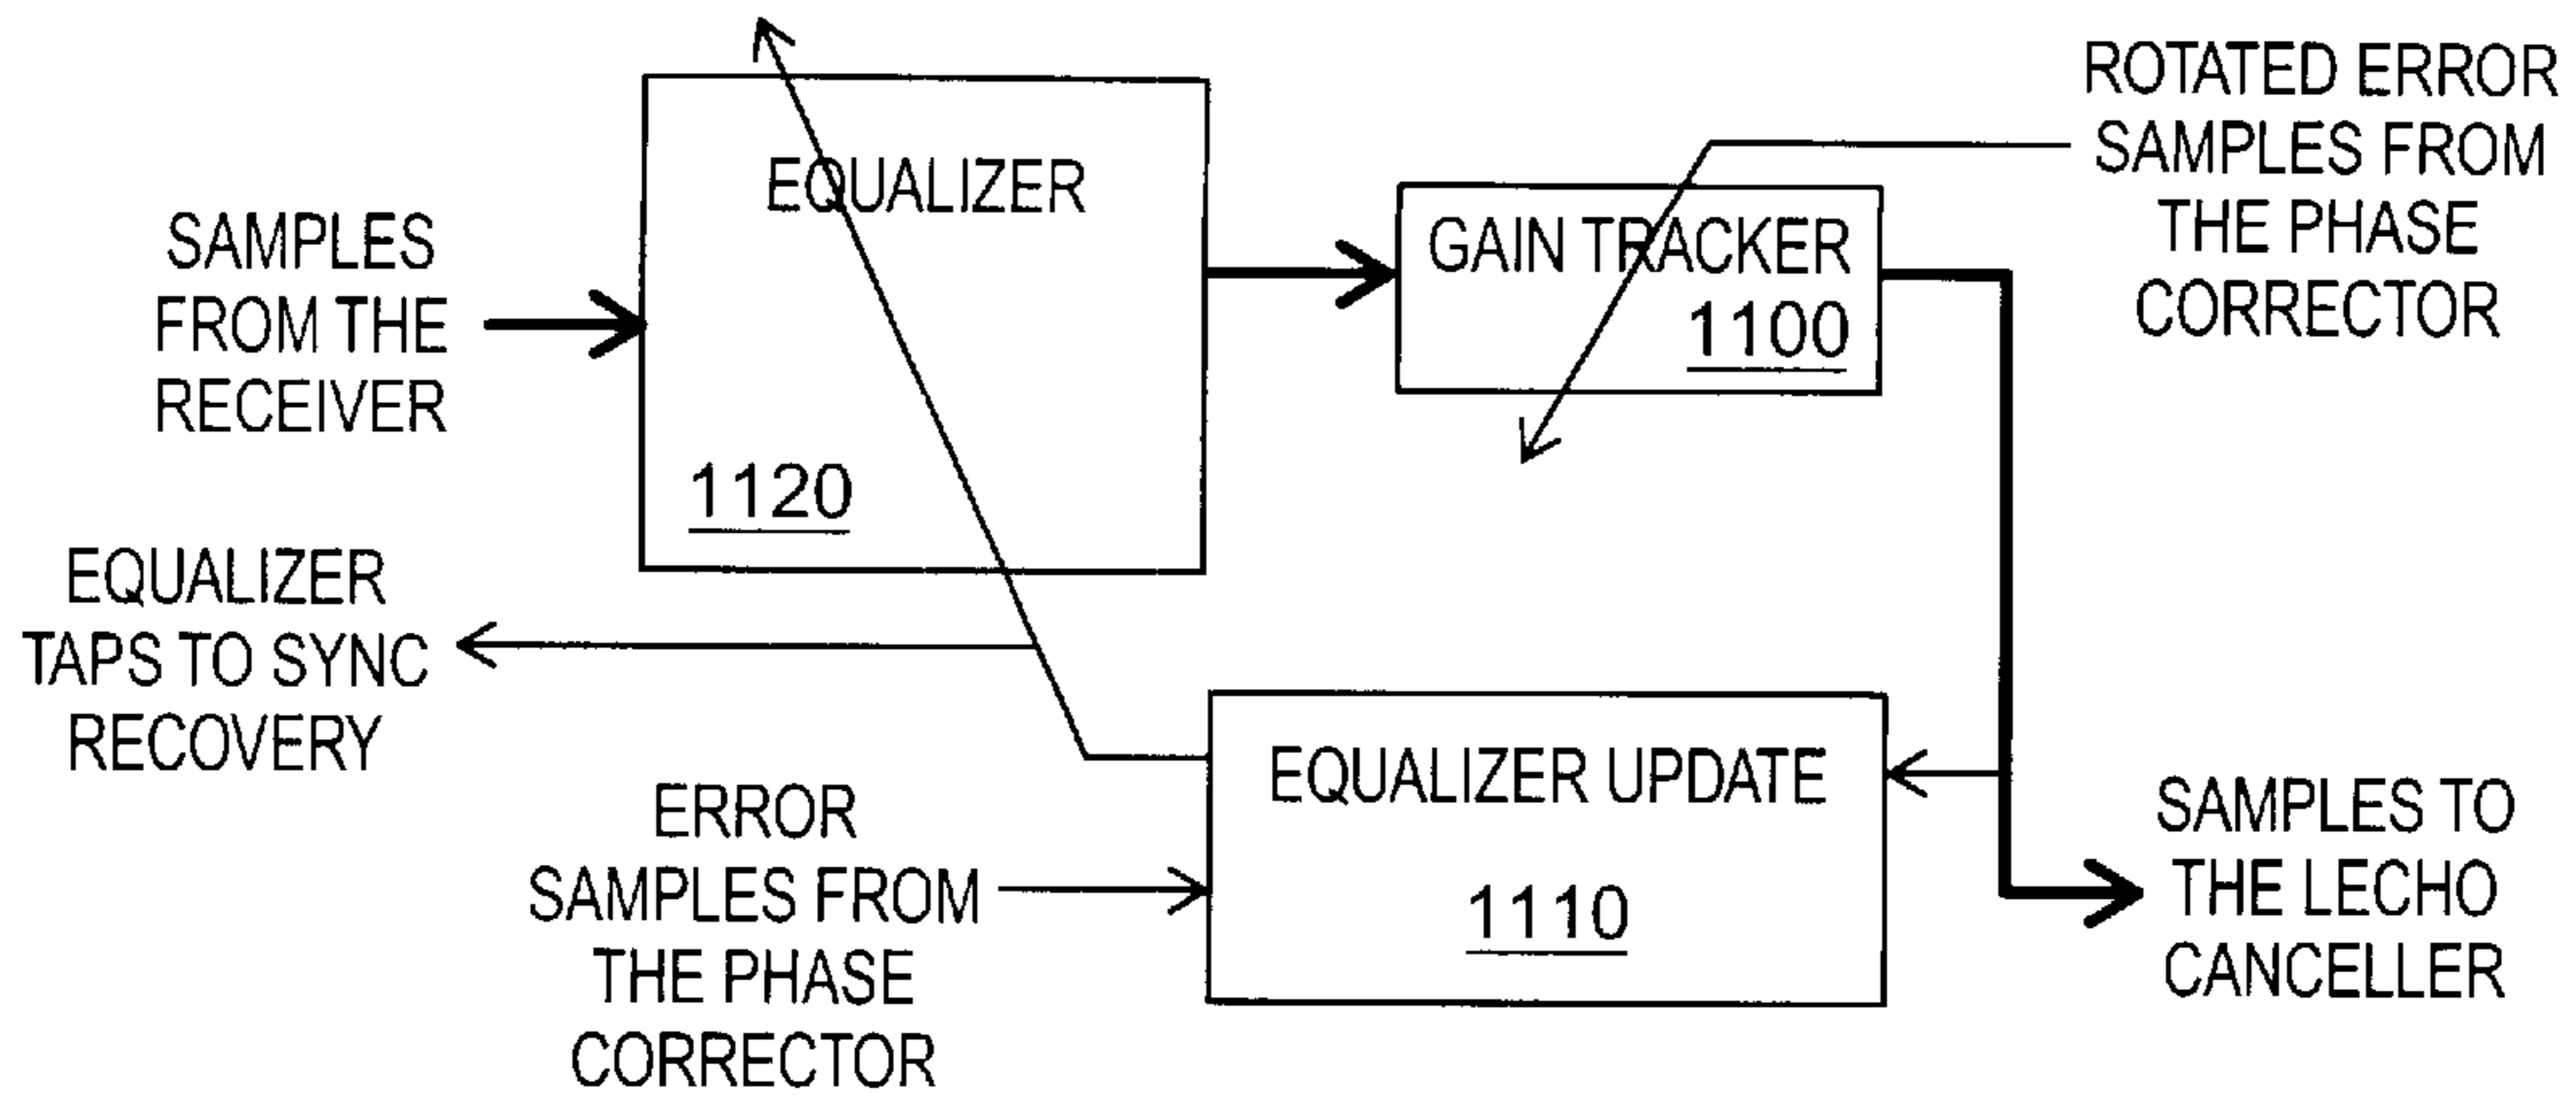 ROTATED ERROR
SAMPLES FROM
THE PHASE
CORRECTOR
EQUALIZER
1120
GAIN TRACKER
1100
SAMPLES
FROM THE
RECEIVER
EQUALIZER
TAPS TO SYNC
RECOVERY
EQUALIZER UPDATE
1110
ERROR
SAMPLES FROM
THE PHASE
CORRECTOR
SAMPLES TO
THE LECHO
CANCELLER